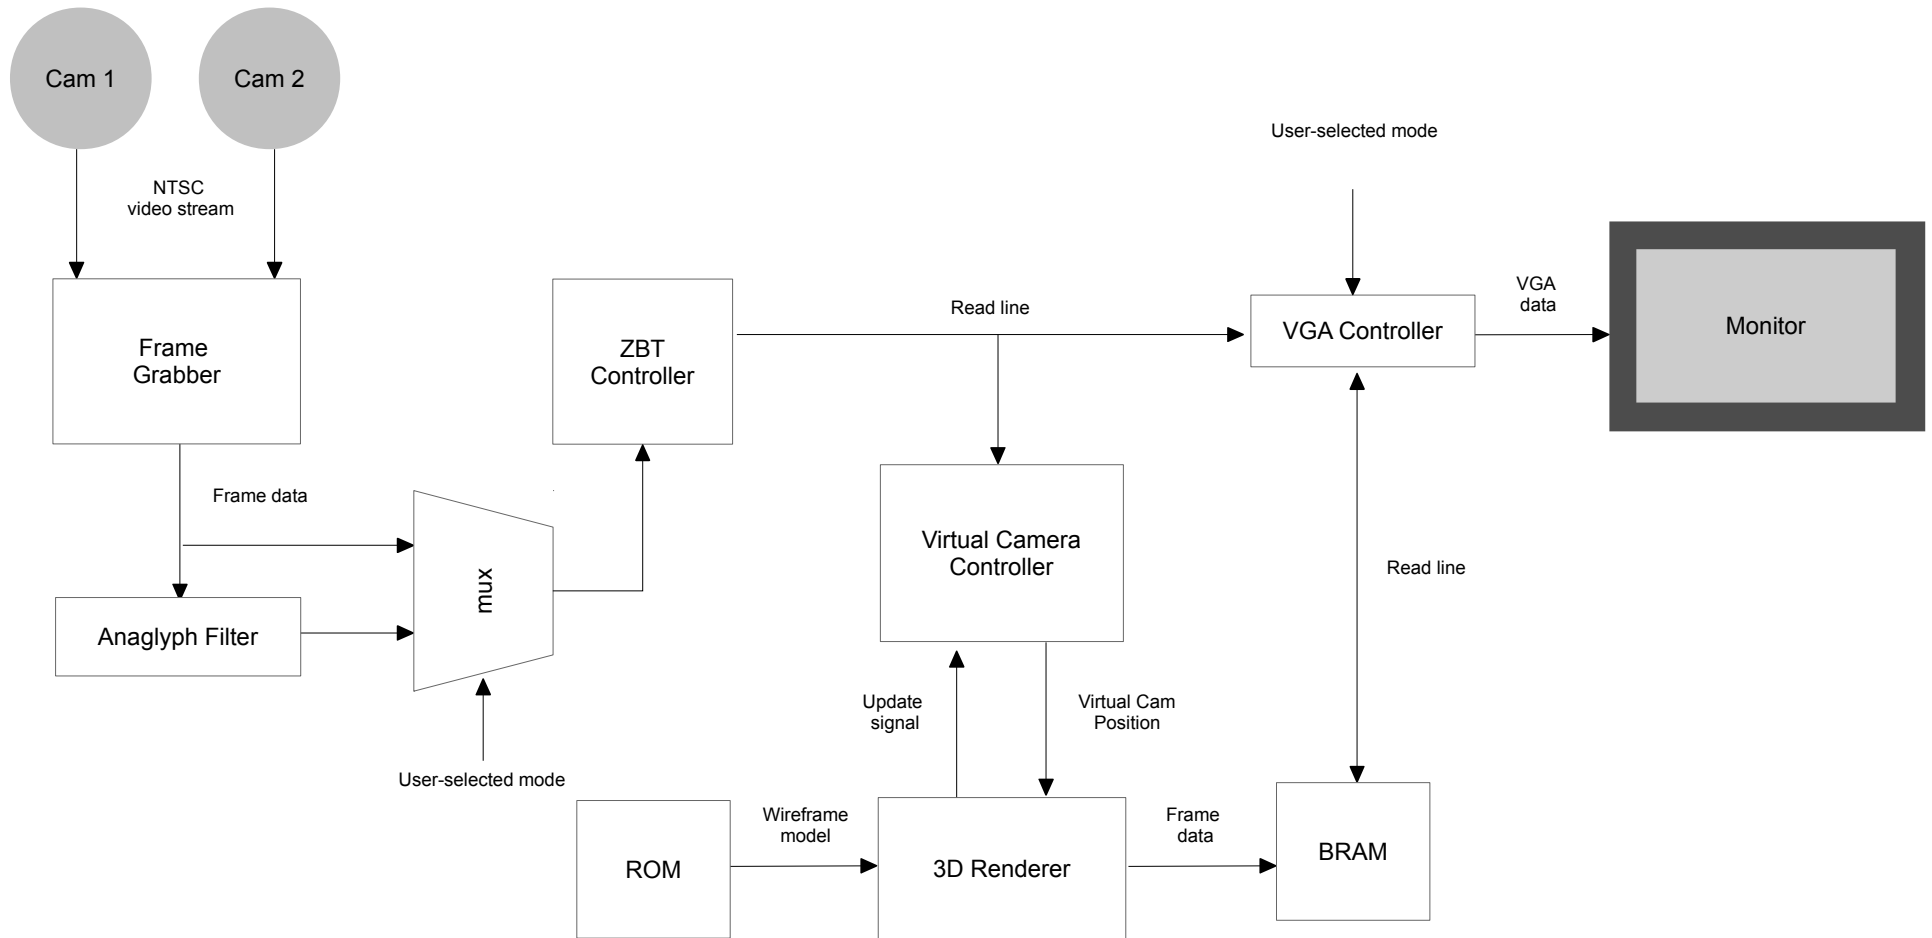 Cam 1
Cam 2
User-selected mode
NTSC
video stream
Read line
VGA
data
VGA Controller
Monitor
Frame
Grabber
ZBT
Controller
Frame data
mux
Virtual Camera
Controller
Read line
Anaglyph Filter
Update
signal
Virtual Cam
Position
User-selected mode
Wireframe
model
Frame
data
ROM
3D Renderer
BRAM